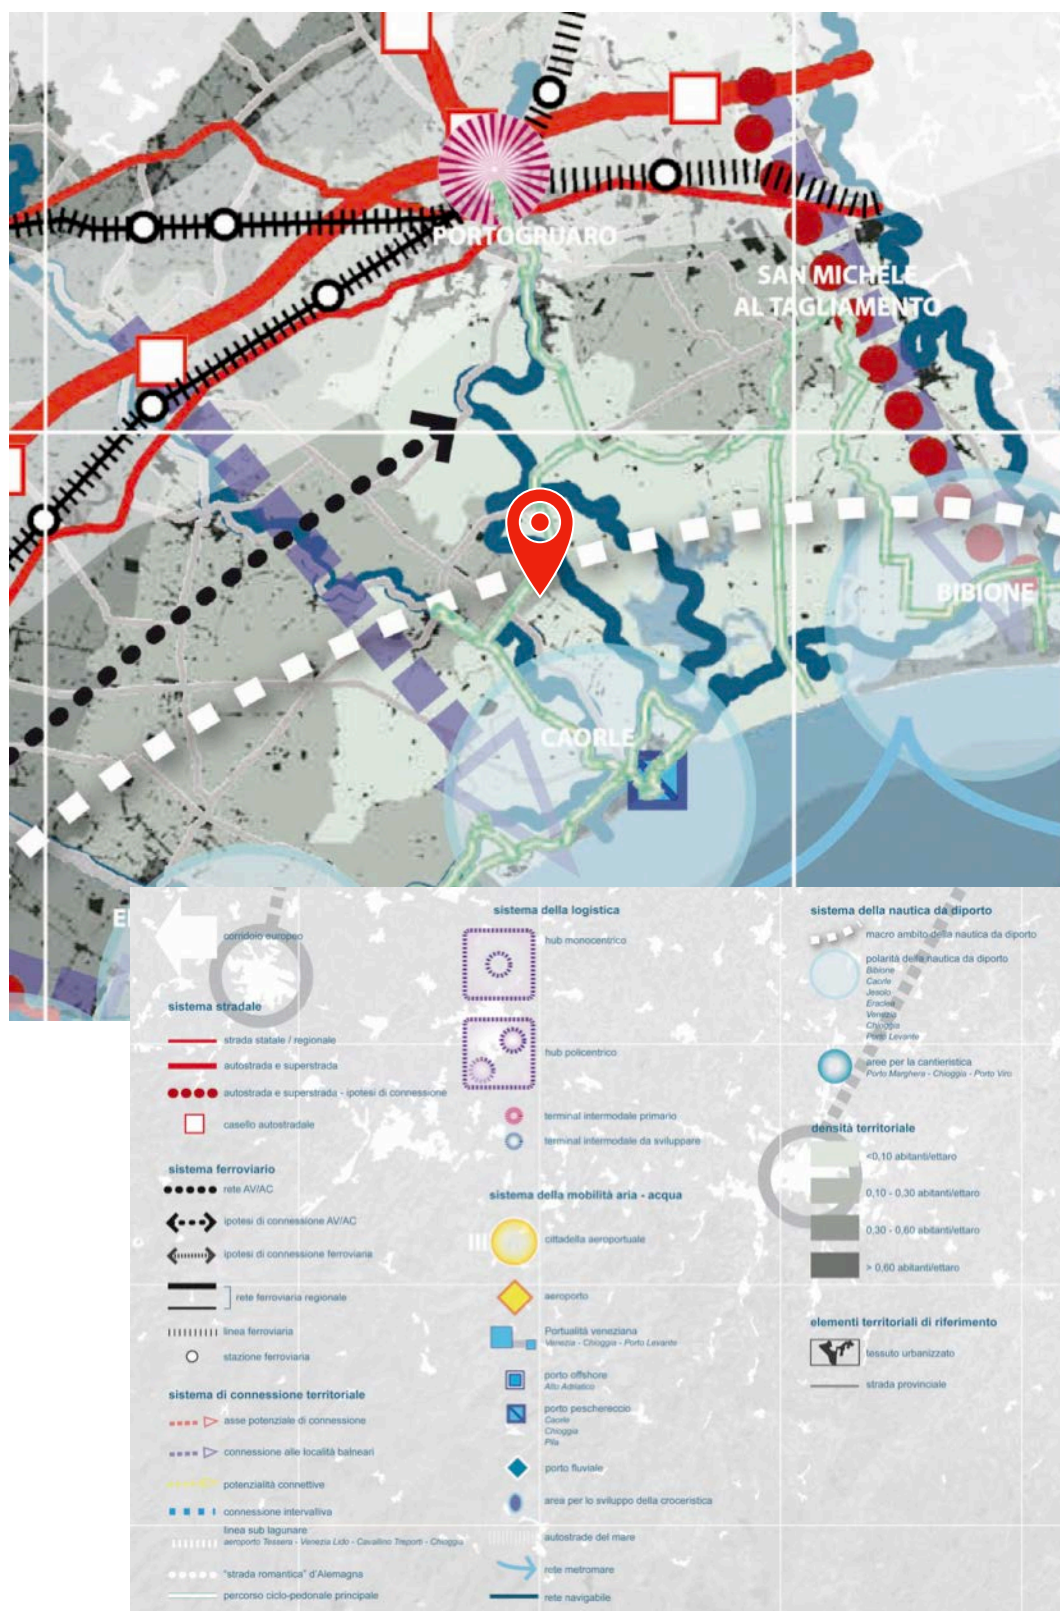 PORTOGRUARO
SAN MICHELE
AL TAGLIAMENTO
BIBIONE
CAORLE
corridoio europeo
sistema stradale
strada statale / regionale
autostrada e superstrada
autostrada e superstrada - ipotesi di connessione
casello autostradale
sistema ferroviario
rete AV/AC
ipotesi di connessione AV/AC
ipotesi di connessione ferroviaria
rete ferroviaria regionale
linea ferroviaria
stazione ferroviaria
sistema di connessione territoriale
asse potenziale di connessione
connessione alle località balneari
potenzialità connettive
connessione intervalliva
linea sub lagunare
aeroporto Tessera - Venezia Lido - Cavallino Treporti - Chioggia
"strada romantica" d'Alemagna
percorso ciclo-pedonale principale
sistema della logistica
hub monocentrico
hub policentrico
terminal intermodale primario
terminal intermodale da sviluppare
sistema della mobilità aria - acqua
cittadella aeroportuale
aeroporto
Portualità veneziana
Venezia - Chioggia - Porto Levante
porto offshore
Alto Adriatico
porto peschereccio
Caorle
Chioggia
Pila
porto fluviale
area per lo sviluppo della croceristica
autostrade del mare
rete metromare
rete navigabile
sistema della nautica da diporto
macro ambito della nautica da diporto
polarità della nautica da diporto
Bibione
Caorle
Jesolo
Eraclea
Venezia
Chioggia
Porto Levante
aree per la cantieristica
Porto Marghera - Chioggia - Porto Viro
densità territoriale
<0,10 abitanti/ettaro
0,10 - 0,30 abitanti/ettaro
0,30 - 0,60 abitanti/ettaro
> 0,60 abitanti/ettaro
elementi territoriali di riferimento
tessuto urbanizzato
strada provinciale